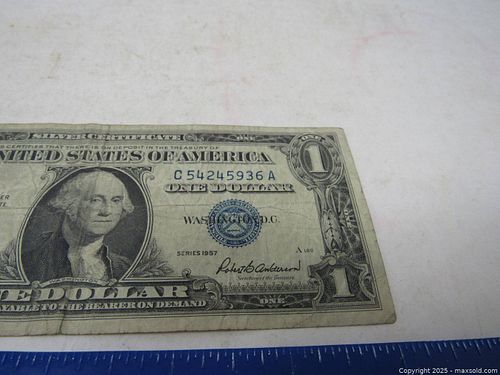 SILVER CERTIFICATE
CERTIFIES THAT THERE IS ON DEPOSIT IN THE TREASURY OF
UNITED STATES OF AMERICA
1
C 54245936 A
ONE DOLLAR
WASHINGTON, D.C.
SERIES 1957
Robert B. Anderson
Secretary of the Treasury
1
NE DOLLAR
ONE
PAYABLE TO THE BEARER ON DEMAND
Copyright © 2025 - maxsold.com